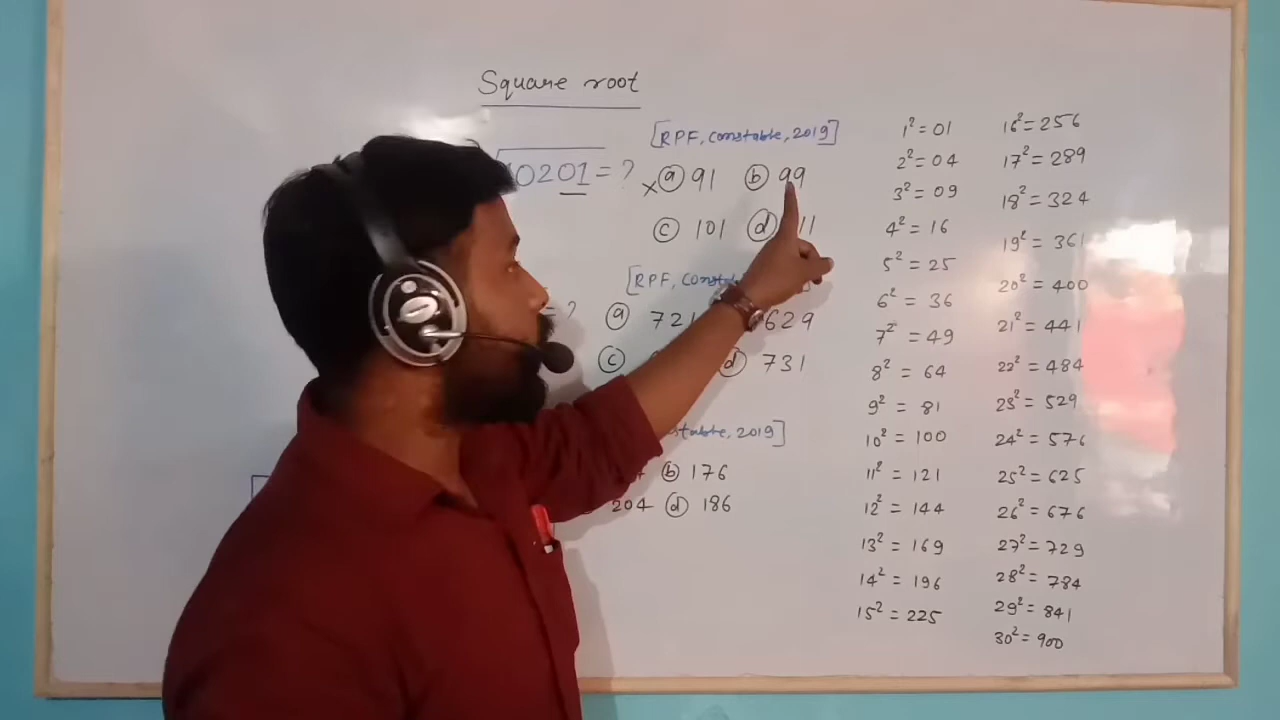 Square root
[RPF, Constable, 2019]
0201 = ? ×ⓐ 91 ⓑ 99
ⓒ 101 ⓓ 11
[RPF, Const
= ? ⓐ 721 629
ⓒ ⓓ 731
stable, 2019]
ⓑ 176
204 ⓓ 186
1² = 01
2² = 04
3² = 09
4² = 16
5² = 25
6² = 36
7² = 49
8² = 64
9² = 81
10² = 100
11² = 121
12² = 144
13² = 169
14² = 196
15² = 225
16² = 256
17² = 289
18² = 324
19² = 361
20² = 400
21² = 441
22² = 484
23² = 529
24² = 576
25² = 625
26² = 676
27² = 729
28² = 784
29² = 841
30² = 900